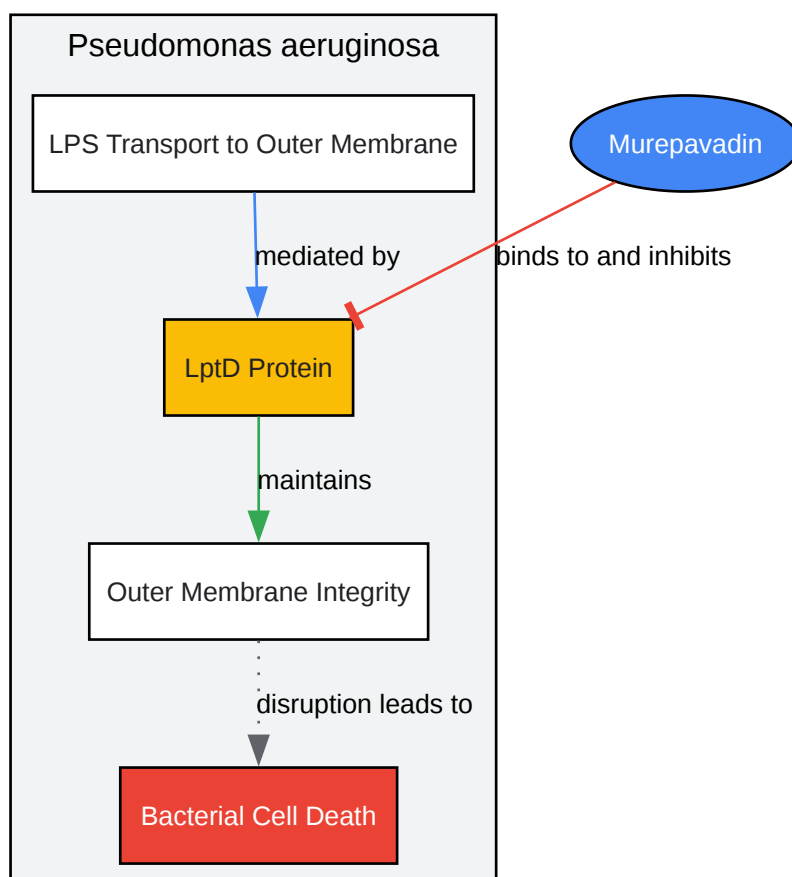 Pseudomonas aeruginosa
LPS Transport to Outer Membrane
Murepavadin
mediated by
binds to and inhibits
LptD Protein
maintains
Outer Membrane Integrity
disruption leads to
Bacterial Cell Death